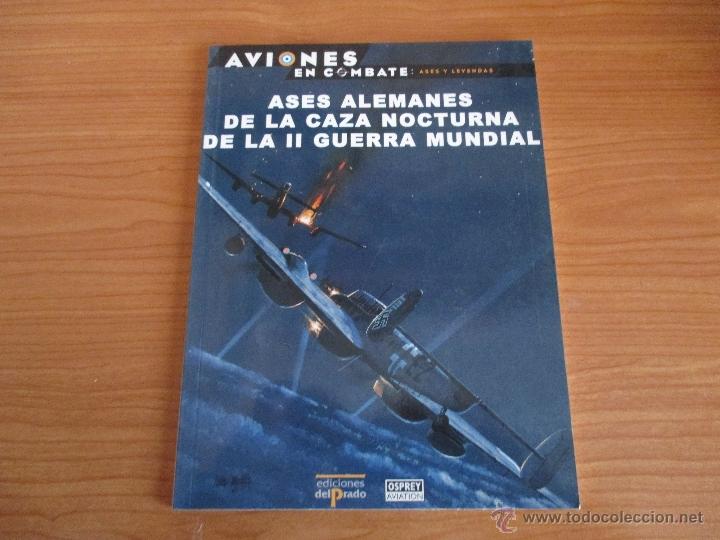 AVIONES
EN COMBATE: ASES Y LEYENDAS
ASES ALEMANES
DE LA CAZA NOCTURNA
DE LA II GUERRA MUNDIAL
ediciones
delPrado
OSPREY
AVIATION
© www.todocoleccion.net